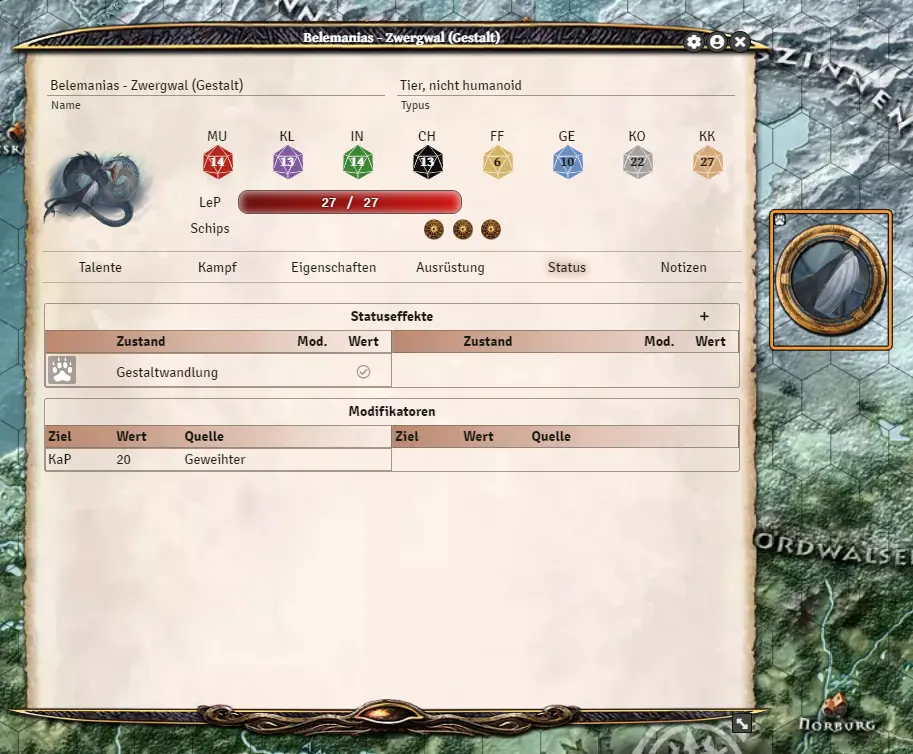 Belemanias - Zwergwal (Gestalt)
Belemanias - Zwergwal (Gestalt)
Tier, nicht humanoid
Name
Typus
MU KL IN CH FF GE KO KK
14 13 14 13 6 10 22 27
LeP 27 / 27
Schips
Talente Kampf Eigenschaften Ausrüstung Status Notizen
Statuseffekte +
Zustand Mod. Wert Zustand Mod. Wert
Gestaltwandlung
Modifikatoren
Ziel Wert Quelle Ziel Wert Quelle
KaP 20 Geweihter
ZINNEN
ORDWALSE
NORBURG